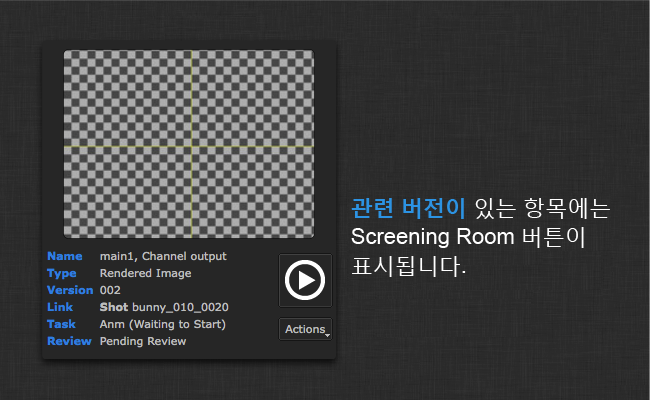 Name main1, Channel output
Type Rendered Image
Version 002
Link Shot bunny_010_0020
Task Anm (Waiting to Start)
Review Pending Review
Actions
관련 버전이 있는 항목에는
Screening Room 버튼이
표시됩니다.